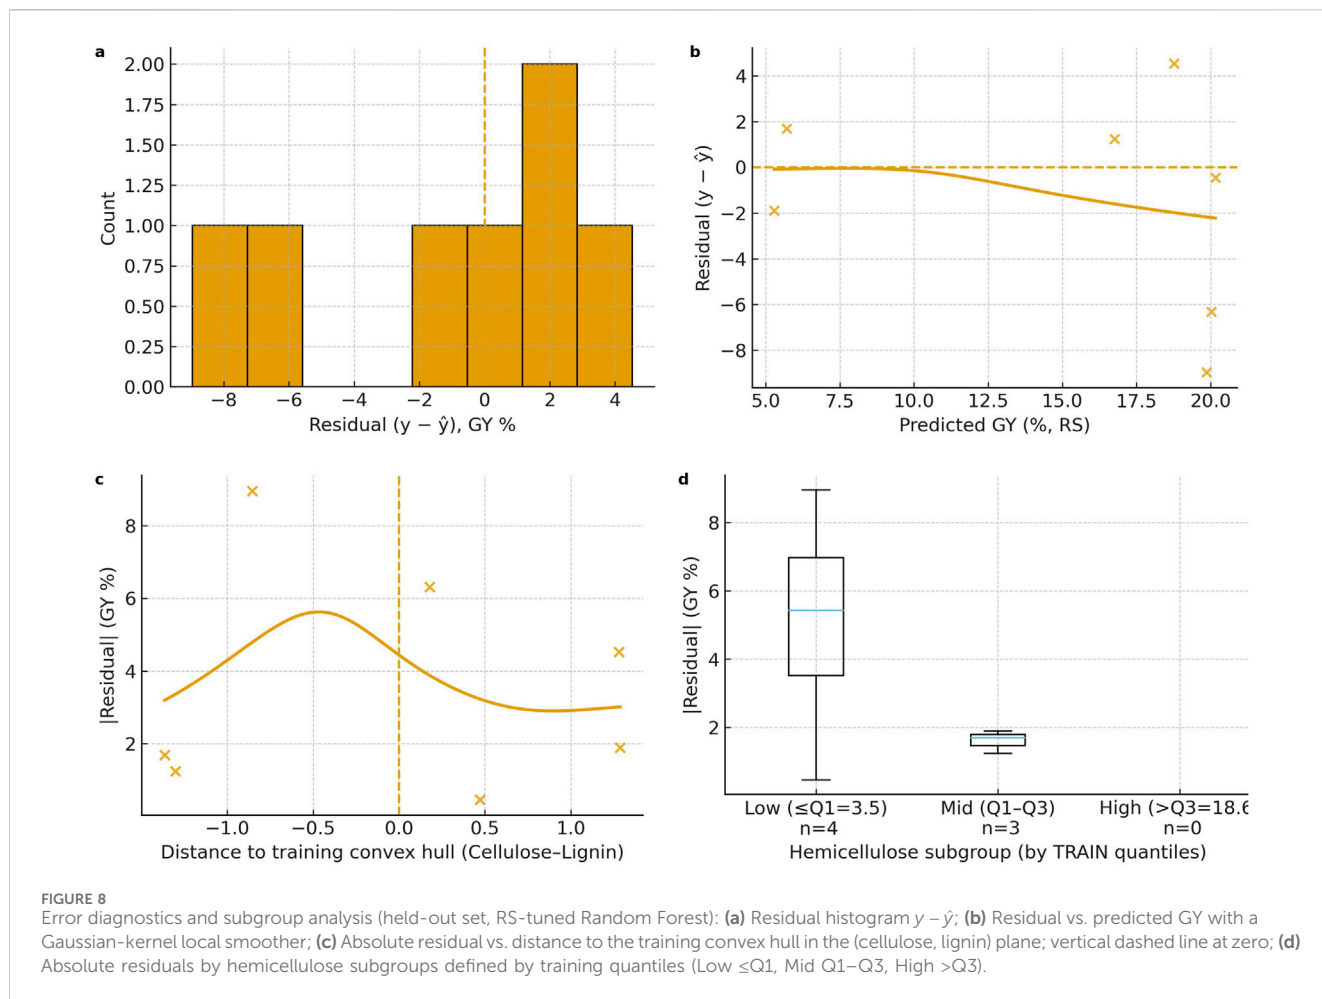 a
2.00
1.75
1.50
1.25
1.00
0.75
0.50
0.25
0.00
Count
−8 −6 −4 −2 0 2 4
Residual (y − ŷ), GY %
b
4
2
0
−2
−4
−6
−8
Residual (y − ŷ)
5.0 7.5 10.0 12.5 15.0 17.5 20.0
Predicted GY (%, RS)
c
8
6
4
2
|Residual| (GY %)
−1.0 −0.5 0.0 0.5 1.0
Distance to training convex hull (Cellulose–Lignin)
d
8
6
4
2
|Residual| (GY %)
Low (≤Q1=3.5) Mid (Q1–Q3) High (>Q3=18.6
n=4 n=3 n=0
Hemicellulose subgroup (by TRAIN quantiles)
FIGURE 8
Error diagnostics and subgroup analysis (held-out set, RS-tuned Random Forest): (a) Residual histogram y – ŷ; (b) Residual vs. predicted GY with a
Gaussian-kernel local smoother; (c) Absolute residual vs. distance to the training convex hull in the (cellulose, lignin) plane; vertical dashed line at zero; (d)
Absolute residuals by hemicellulose subgroups defined by training quantiles (Low ≤Q1, Mid Q1–Q3, High >Q3).